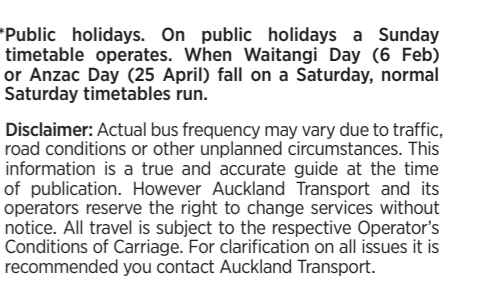 *Public holidays. On public holidays a Sunday
timetable operates. When Waitangi Day (6 Feb)
or Anzac Day (25 April) fall on a Saturday, normal
Saturday timetables run.
Disclaimer: Actual bus frequency may vary due to traffic,
road conditions or other unplanned circumstances. This
information is a true and accurate guide at the time
of publication. However Auckland Transport and its
operators reserve the right to change services without
notice. All travel is subject to the respective Operator's
Conditions of Carriage. For clarification on all issues it is
recommended you contact Auckland Transport.